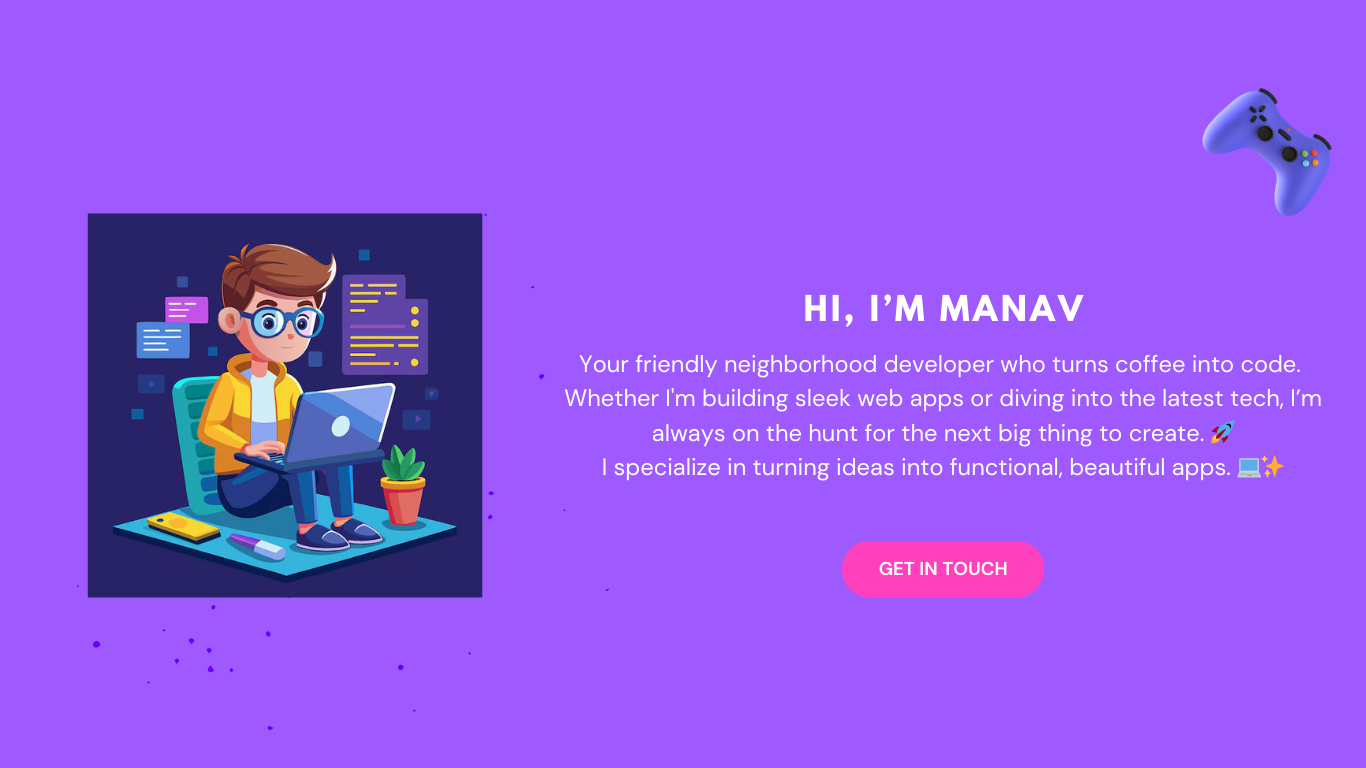 HI, I’M MANAV
Your friendly neighborhood developer who turns coffee into code.
Whether I'm building sleek web apps or diving into the latest tech, I’m
always on the hunt for the next big thing to create. 🚀
I specialize in turning ideas into functional, beautiful apps. 💻✨
GET IN TOUCH